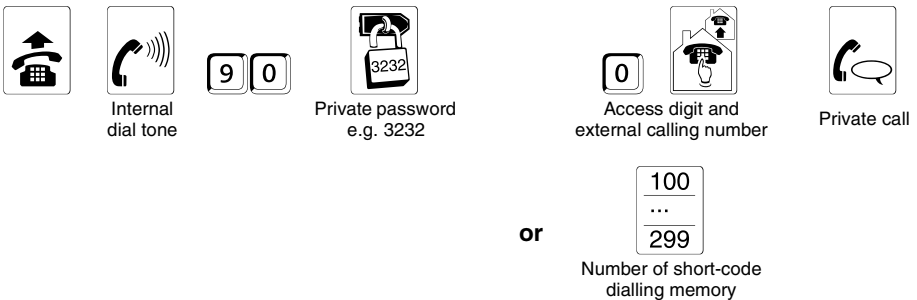 Internal
dial tone
9 0
3232
Private password
e.g. 3232
0
Access digit and
external calling number
Private call
or
100
...
299
Number of short-code
dialling memory